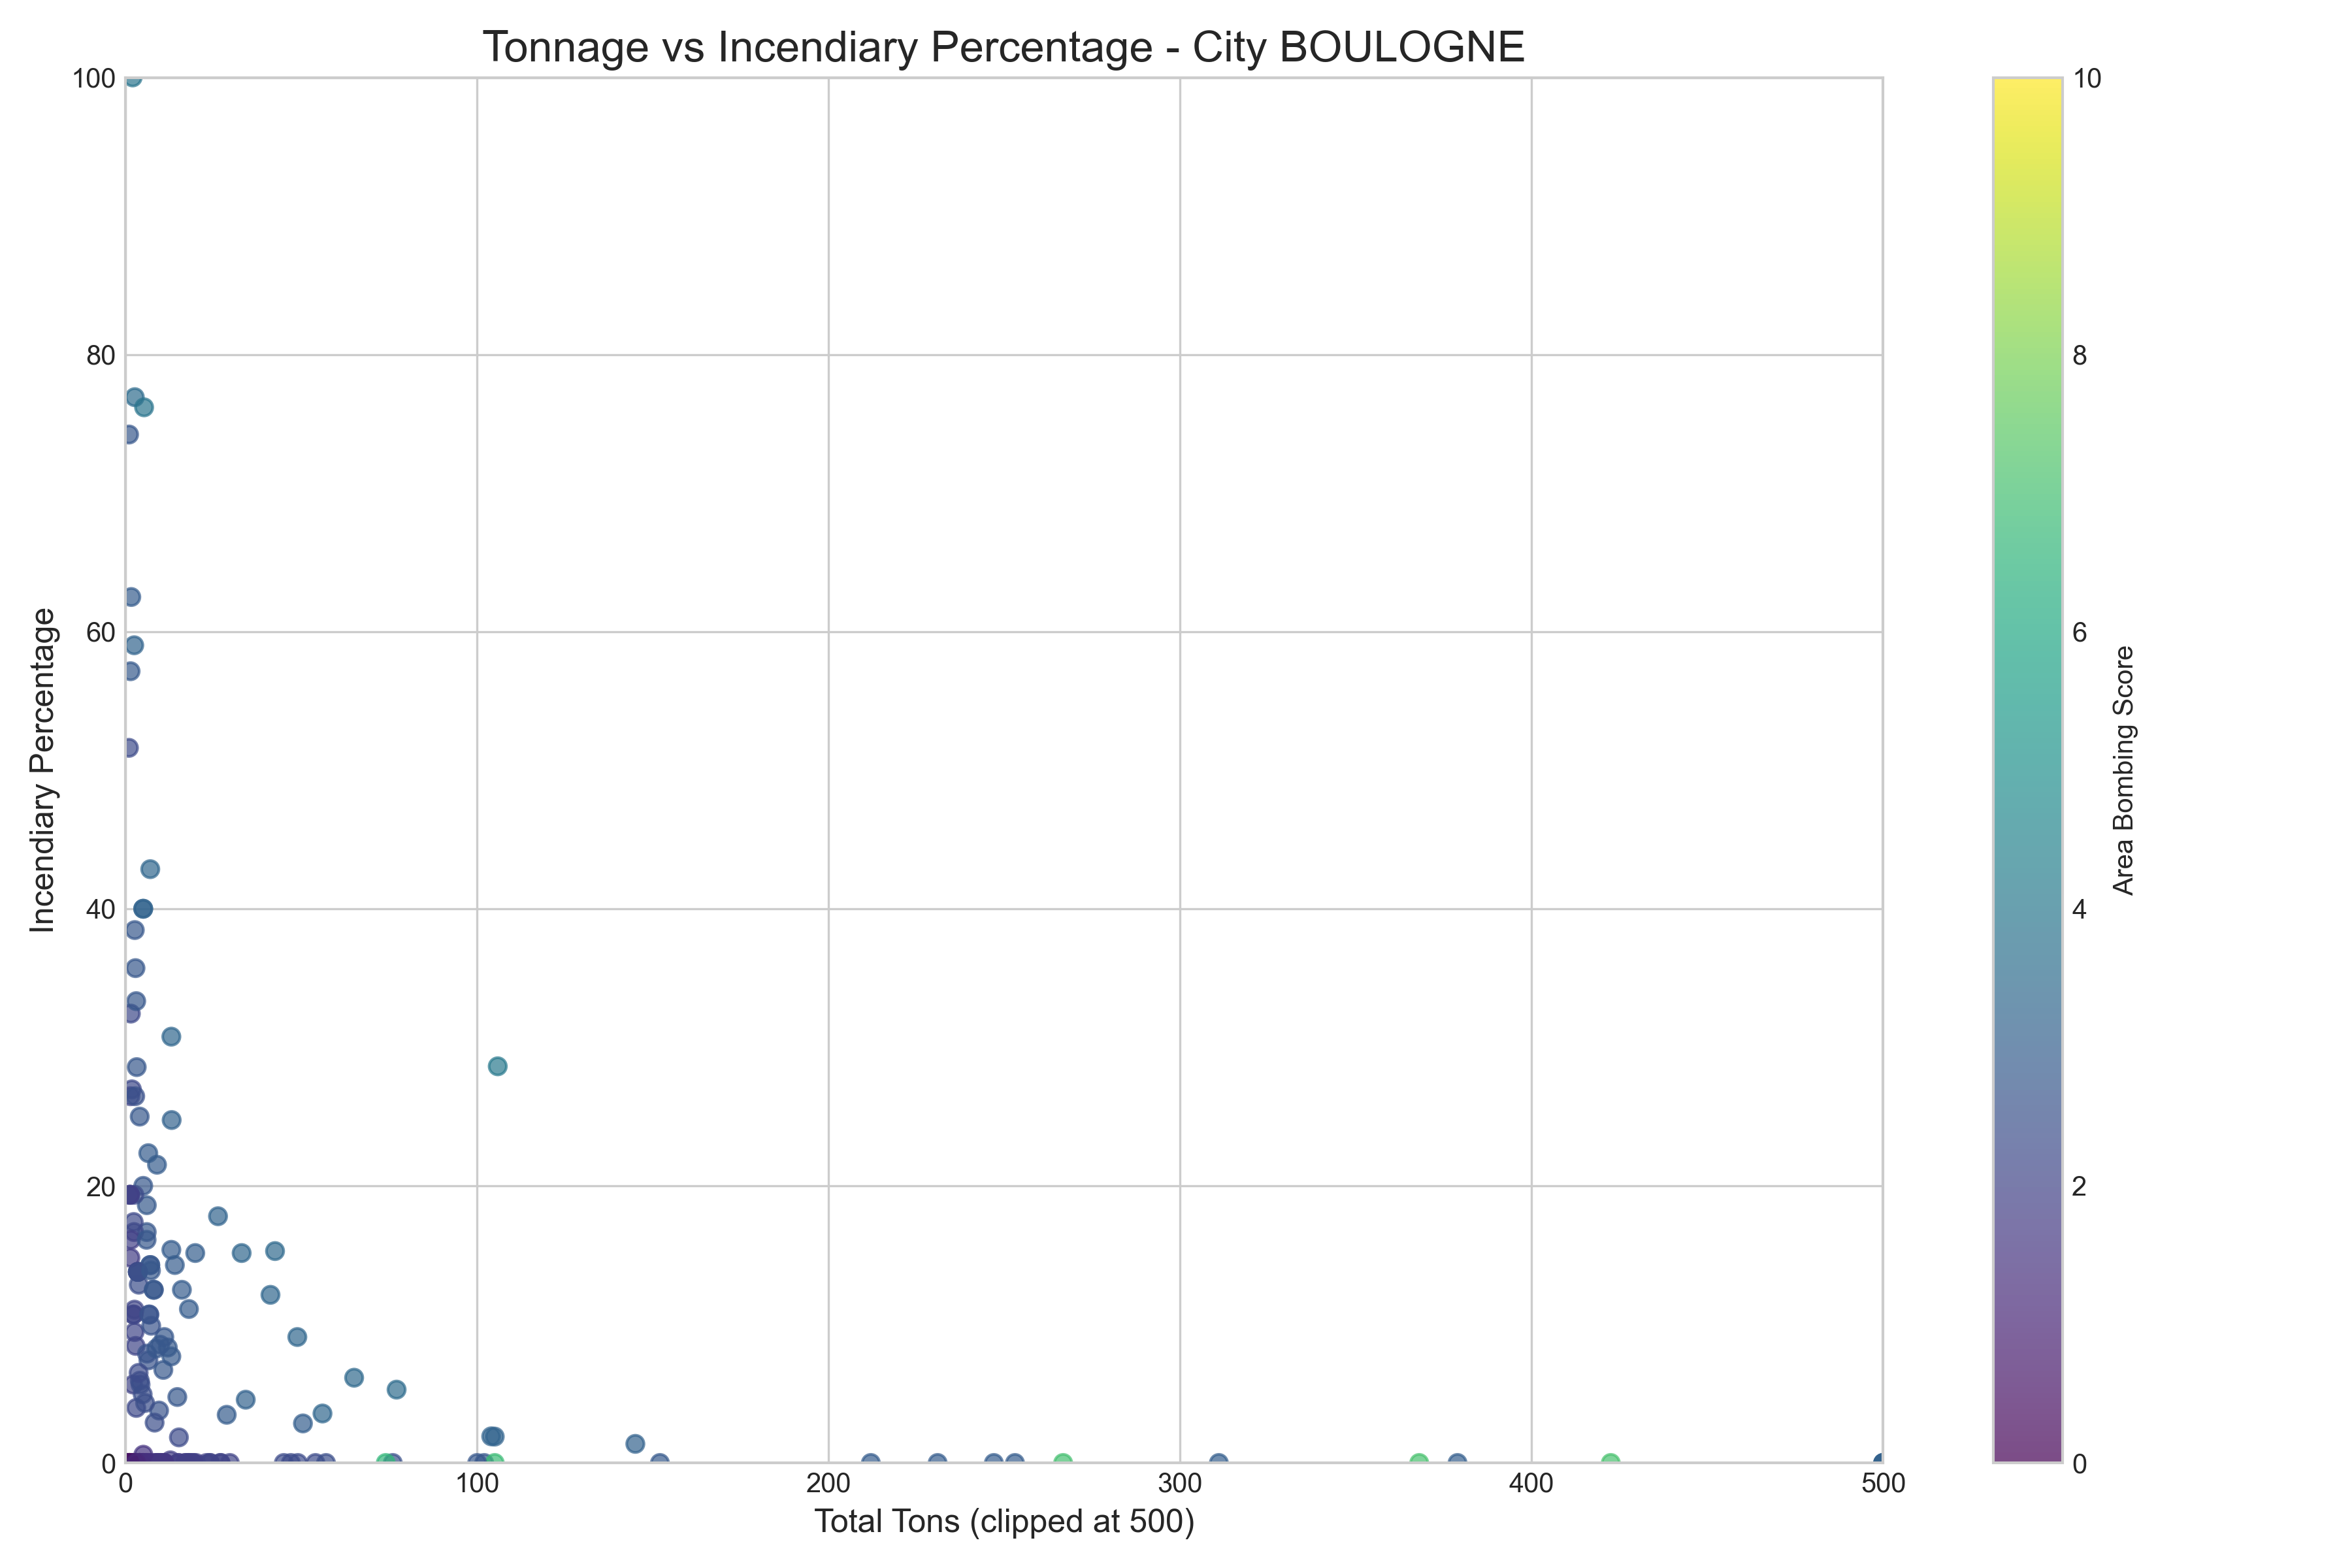 Tonnage vs Incendiary Percentage - City BOULOGNE
100
80
60
40
20
0
Incendiary Percentage
0 100 200 300 400 500
Total Tons (clipped at 500)
10
8
6
4
2
0
Area Bombing Score